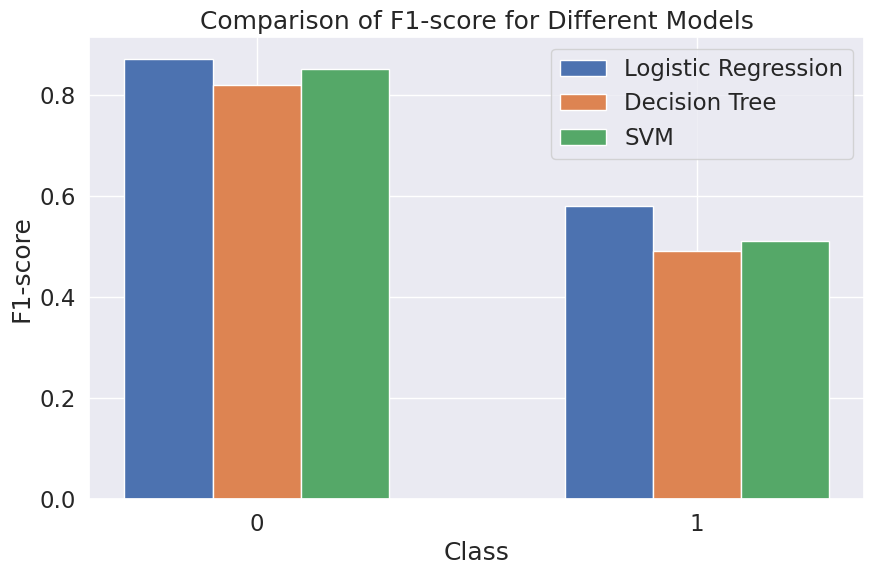 Comparison of F1-score for Different Models
Logistic Regression
Decision Tree
SVM
F1-score
0.8
0.6
0.4
0.2
0.0
0
1
Class